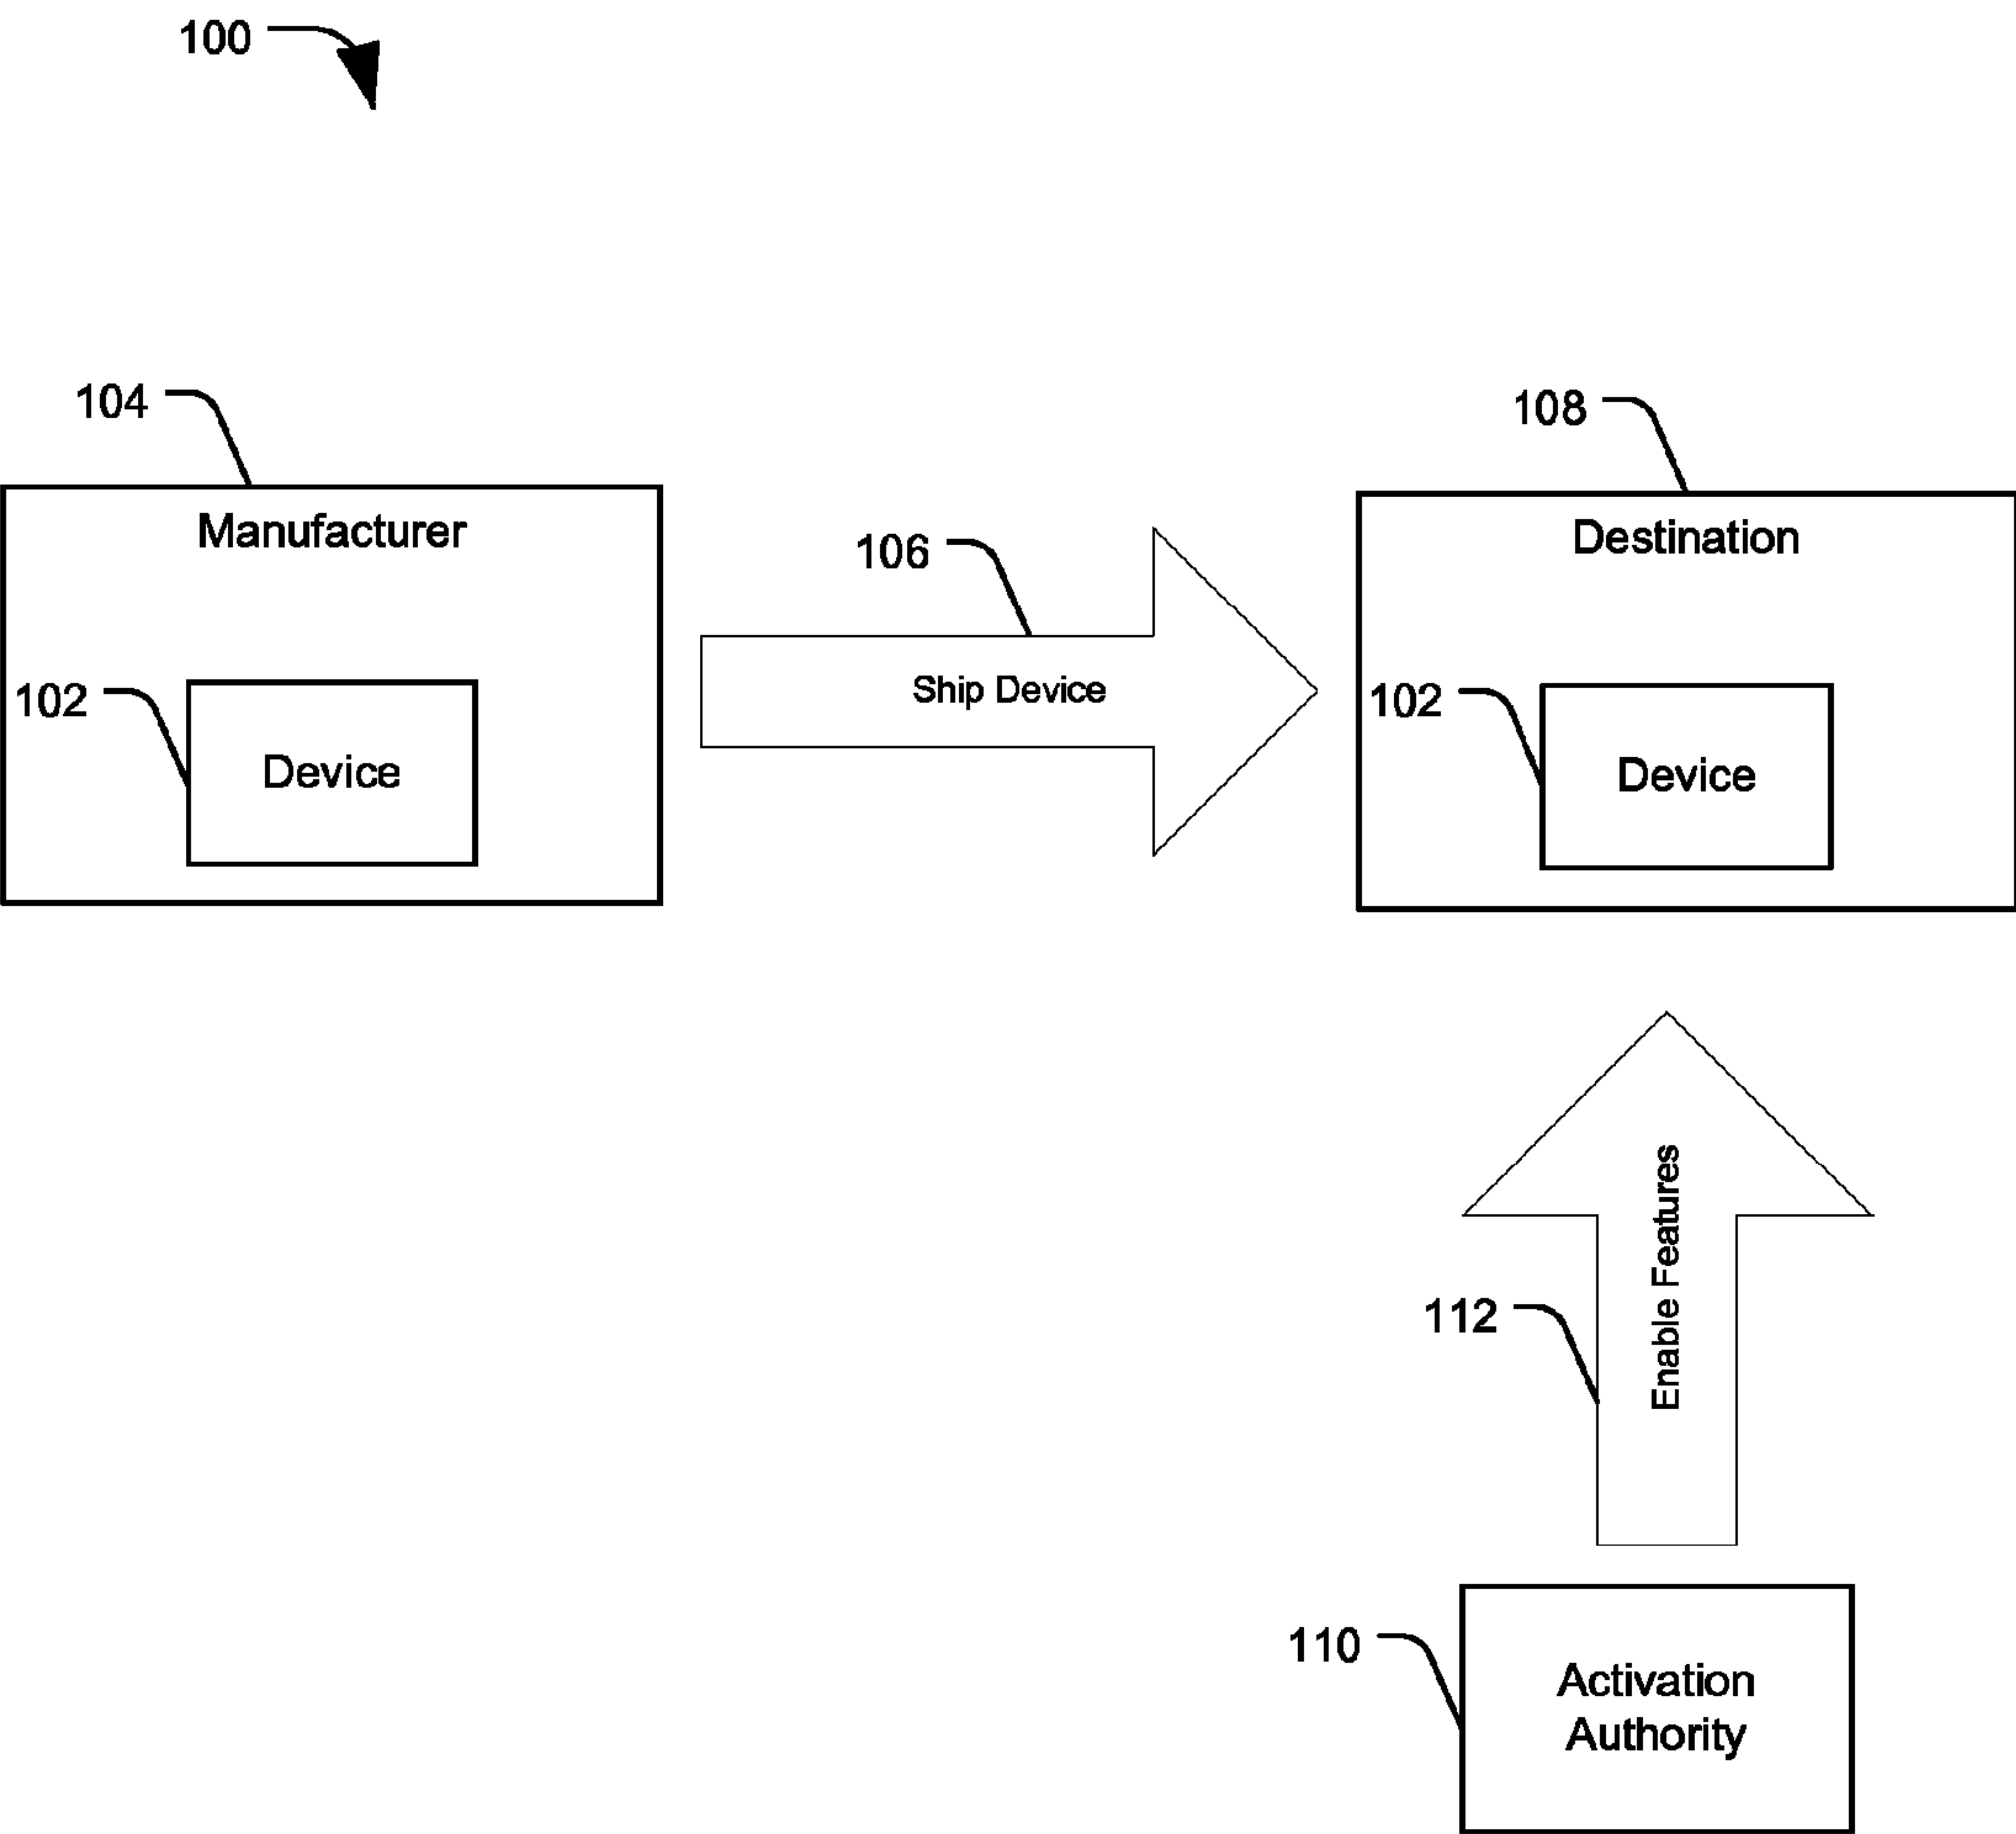 100
104
108
Manufacturer
Destination
106
Ship Device
102
Device
102
Device
Enable Features
112
110
Activation
Authority